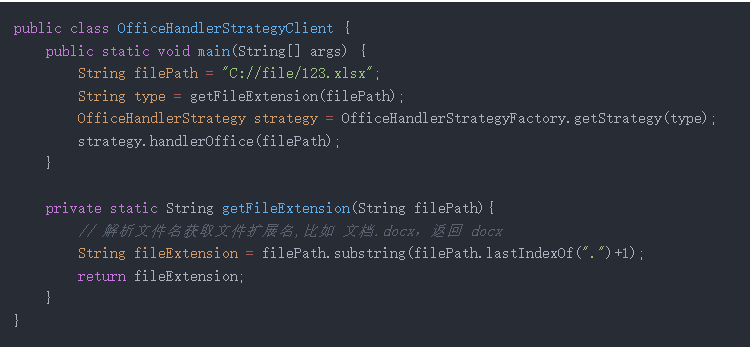 public class OfficeHandlerStrategyClient {
    public static void main(String[] args) {
        String filePath = "C://file/123.xlsx";
        String type = getFileExtension(filePath);
        OfficeHandlerStrategy strategy = OfficeHandlerStrategyFactory.getStrategy(type);
        strategy.handlerOffice(filePath);
    }

    private static String getFileExtension(String filePath){
        // 解析文件名获取文件扩展名,比如 文档.docx，返回 docx
        String fileExtension = filePath.substring(filePath.lastIndexOf(".")+1);
        return fileExtension;
    }
}